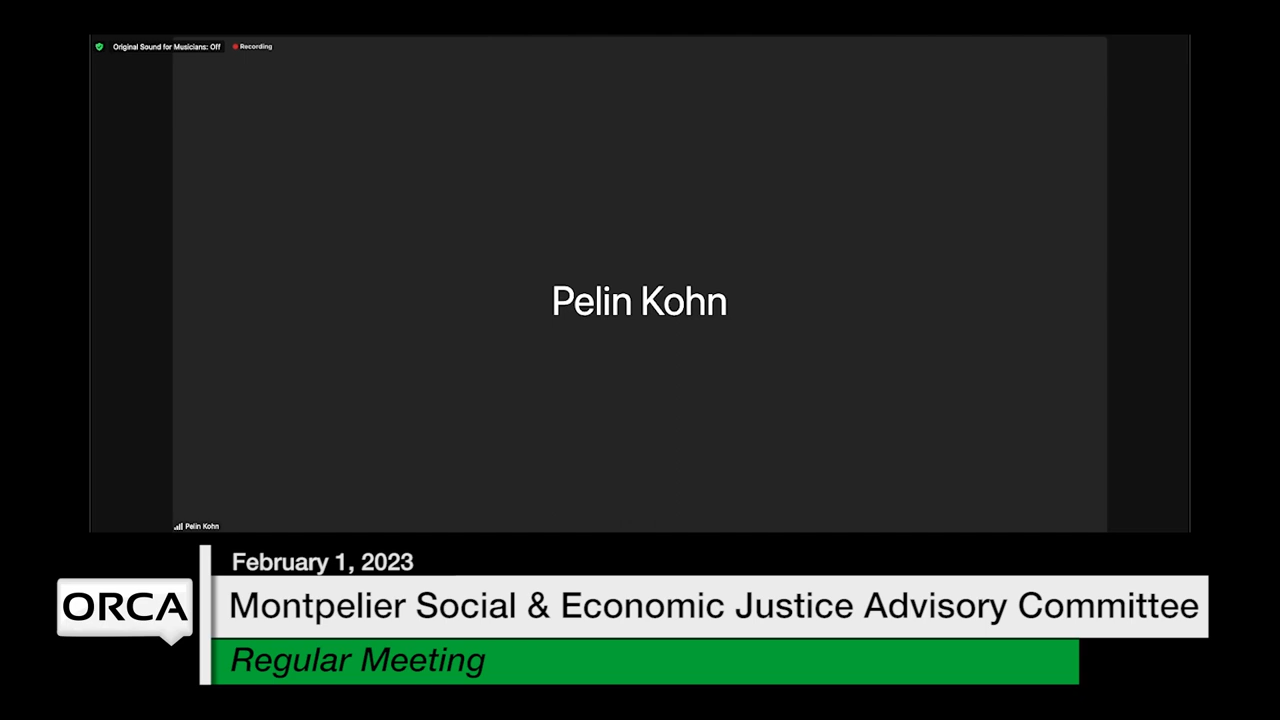 Original Sound for Musicians: Off
Recording
Pelin Kohn
Pelin Kohn
February 1, 2023
ORCA
Montpelier Social & Economic Justice Advisory Committee
Regular Meeting